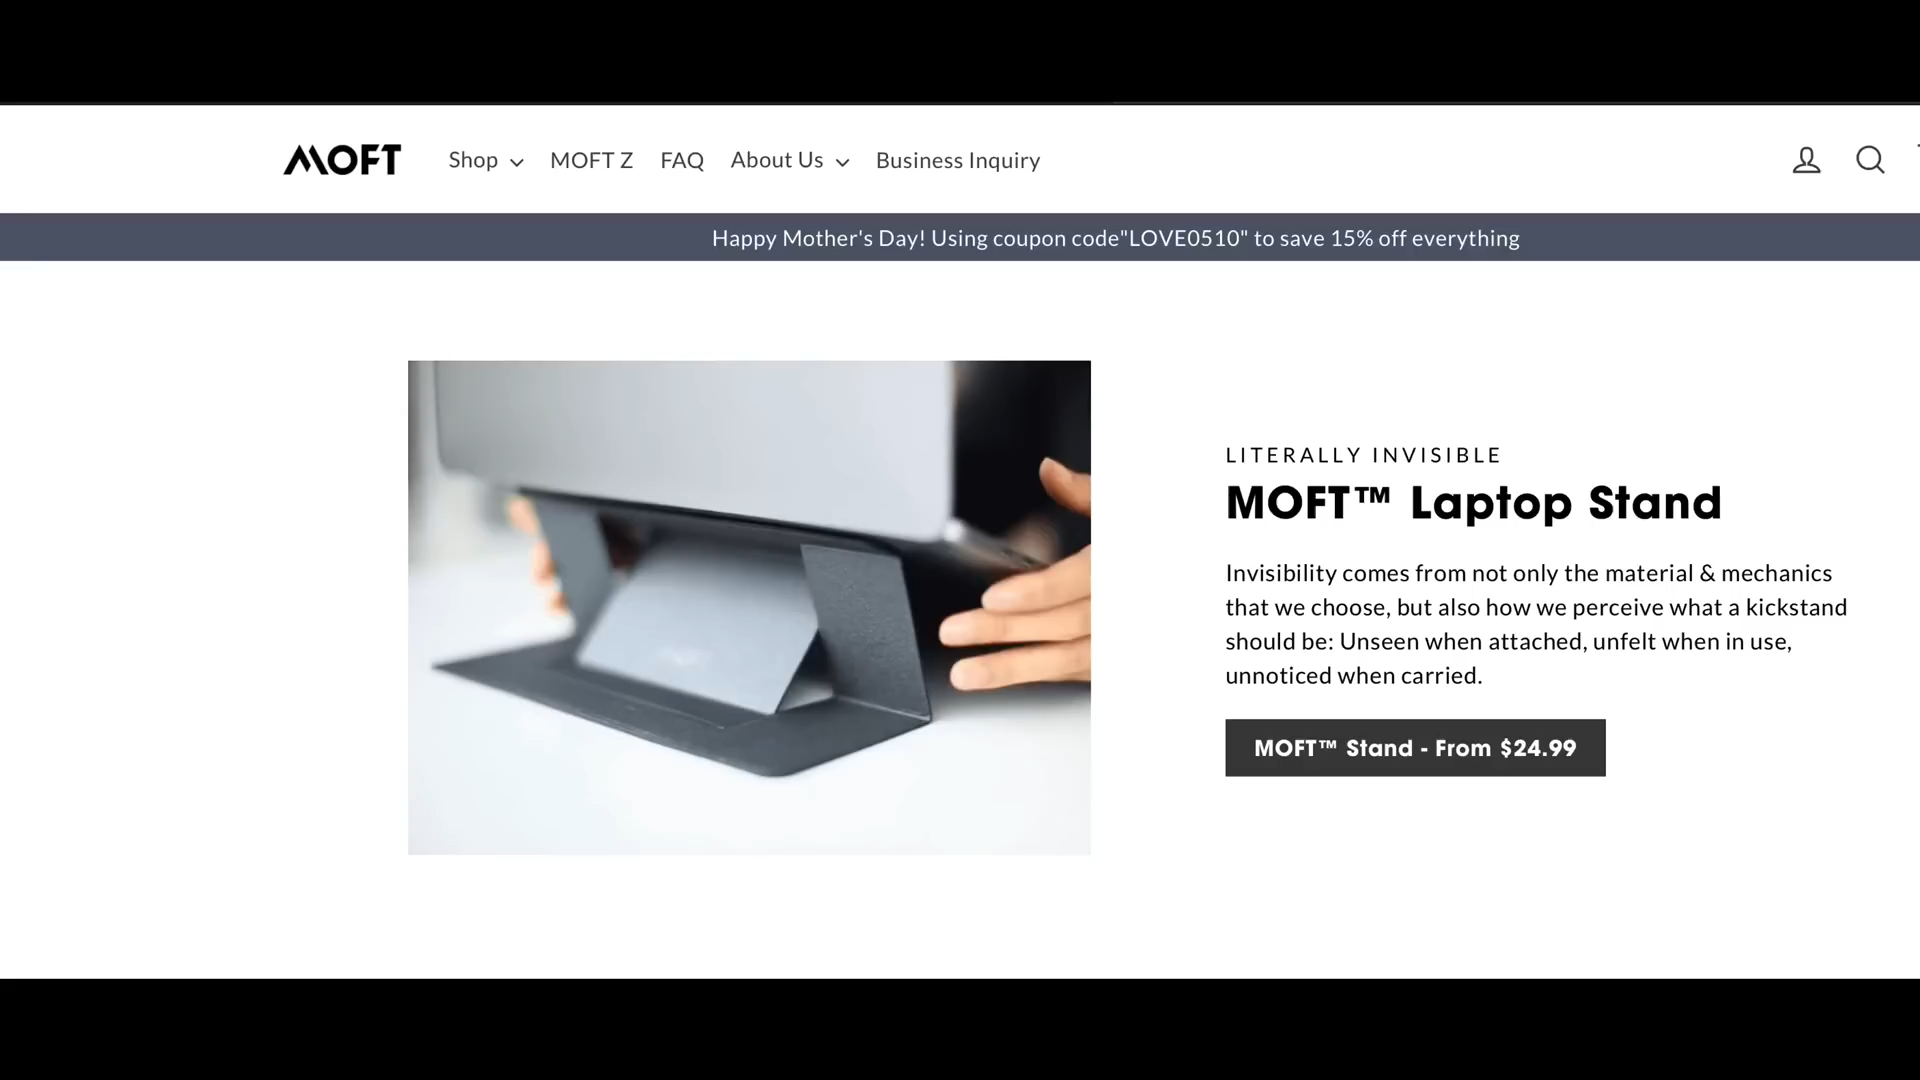 MOFT
Shop
MOFT Z
FAQ
About Us
Business Inquiry
Happy Mother's Day! Using coupon code"LOVE0510" to save 15% off everything
LITERALLY INVISIBLE
MOFT™ Laptop Stand
Invisibility comes from not only the material & mechanics
that we choose, but also how we perceive what a kickstand
should be: Unseen when attached, unfelt when in use,
unnoticed when carried.
MOFT™ Stand - From $24.99